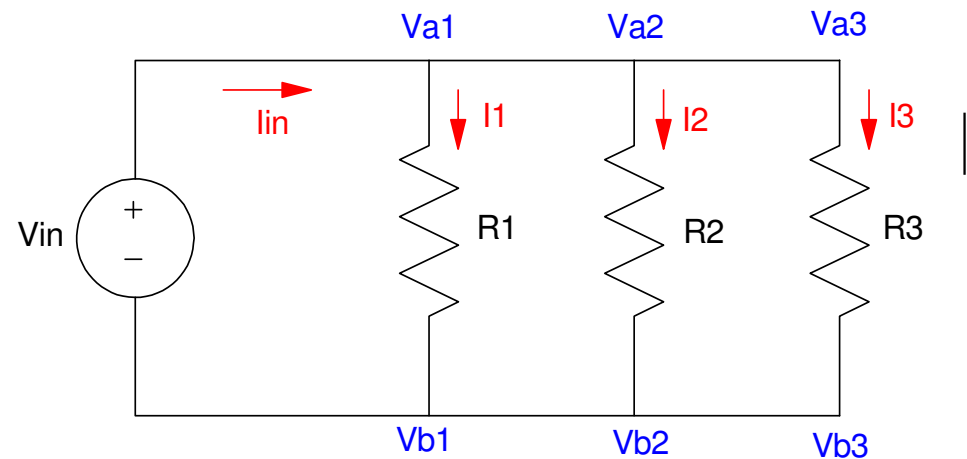 Va1 Va2 Va3
Iin I1 I2 I3
+
Vin R1 R2 R3
−
Vb1 Vb2 Vb3